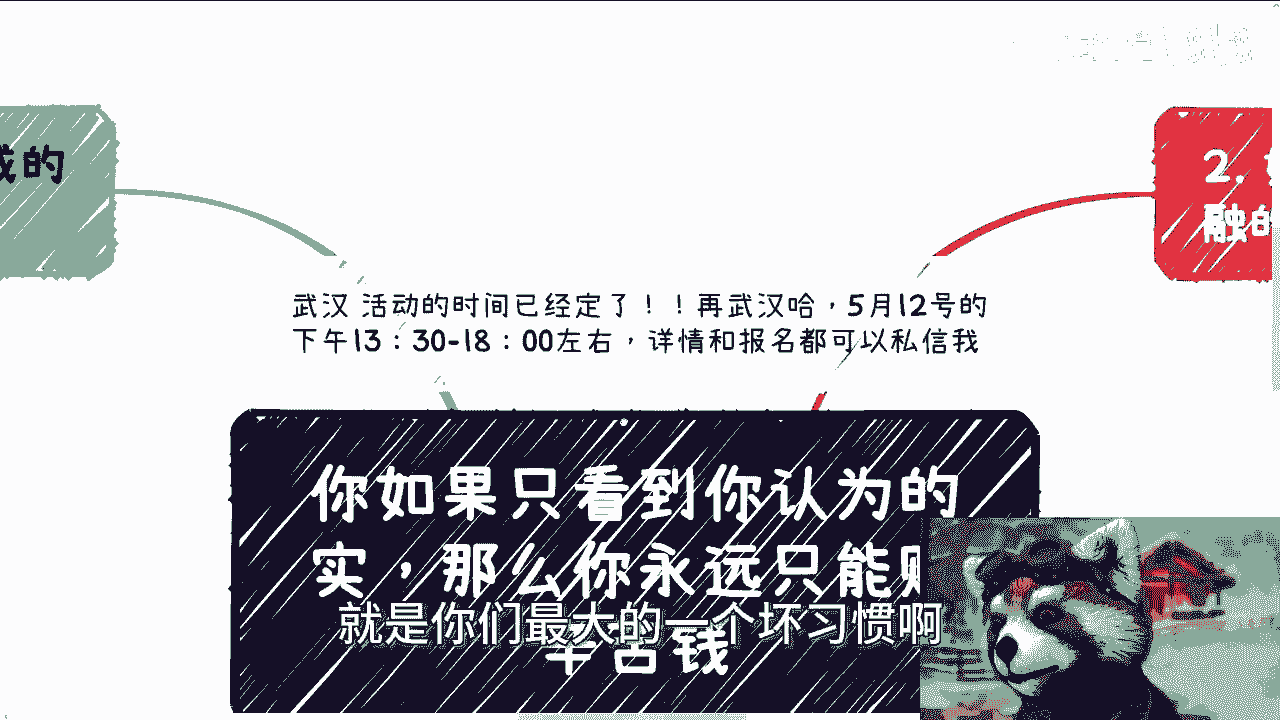 的
2.
融的
武汉 活动的时间已经定了！！再武汉哈，5月12号的
下午13：30-18：00左右，详情和报名都可以私信我
你如果只看到你认为的
实，那么你永远只能
辛苦钱
就是你们最大的一个坏习惯啊